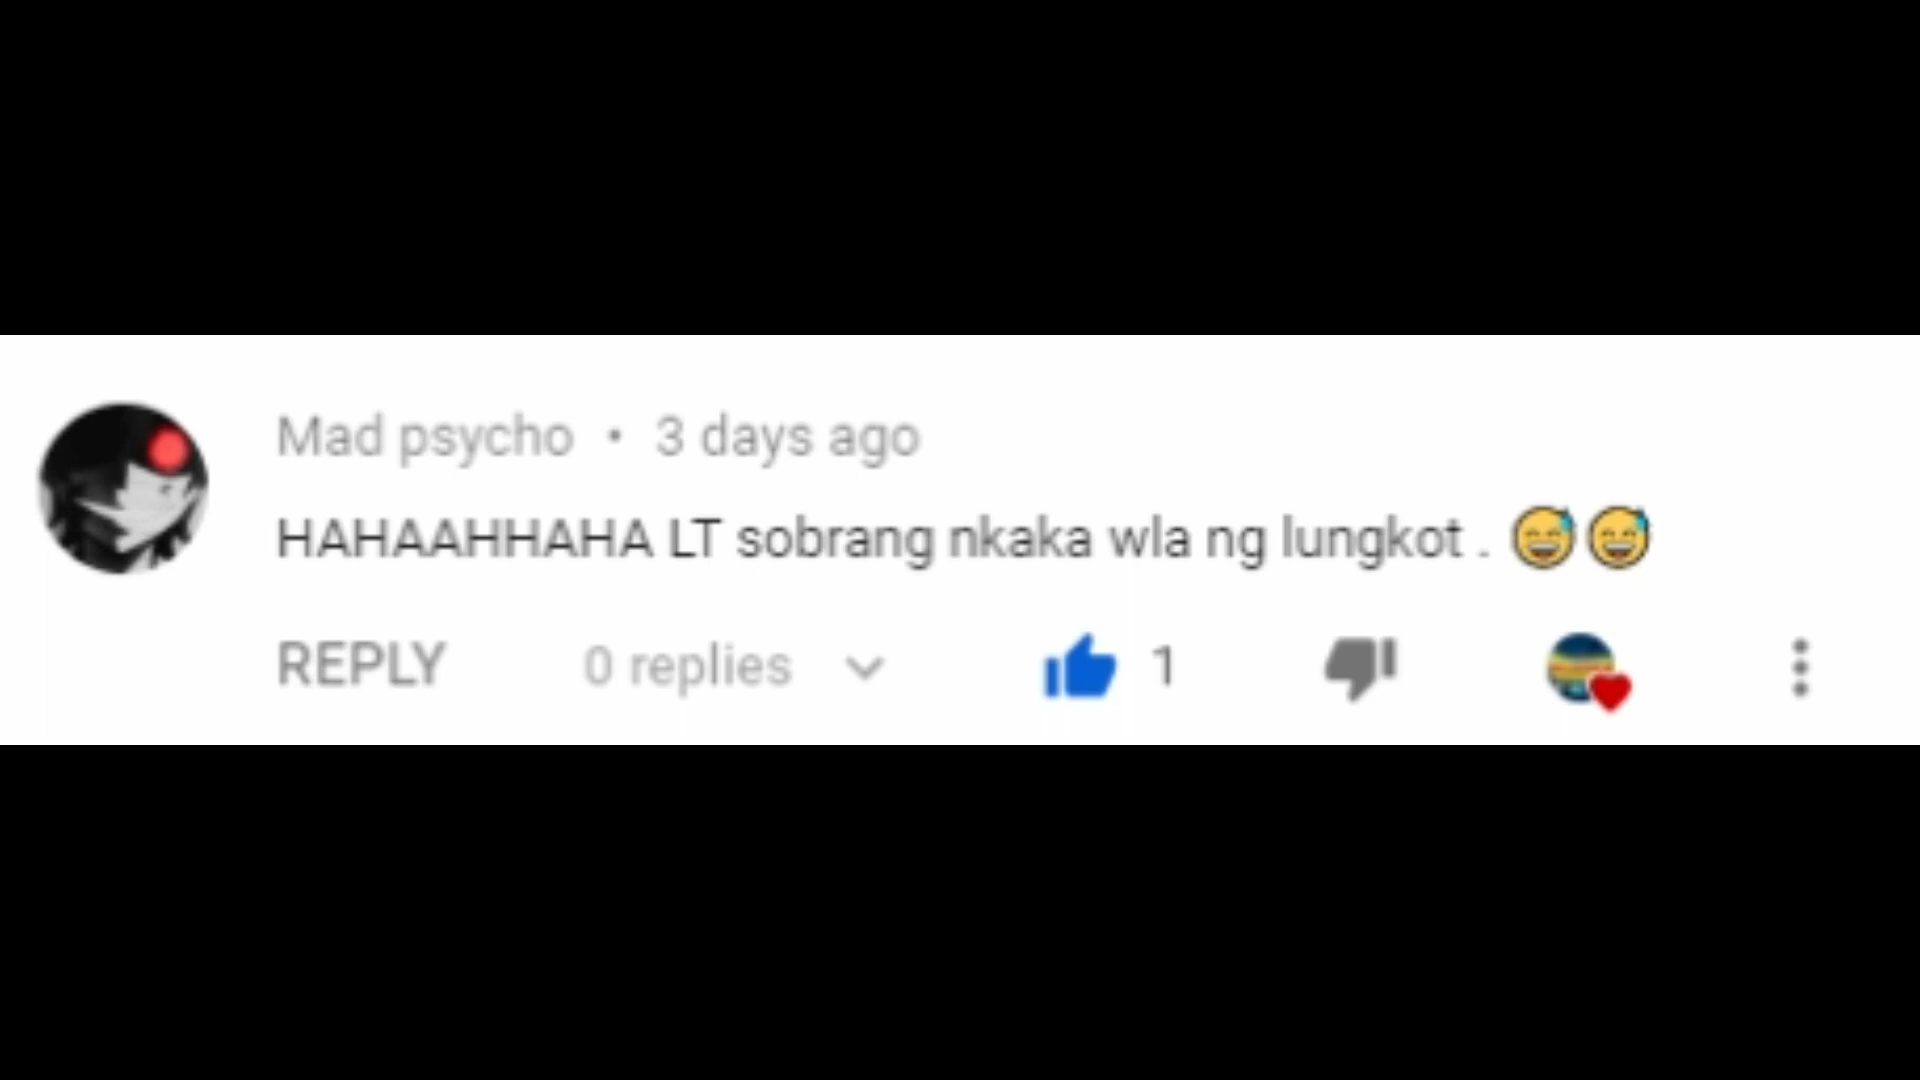 Mad psycho • 3 days ago
HAHAAHHAHA LT sobrang nkaka wla ng lungkot . 😅😅
REPLY 0 replies 1